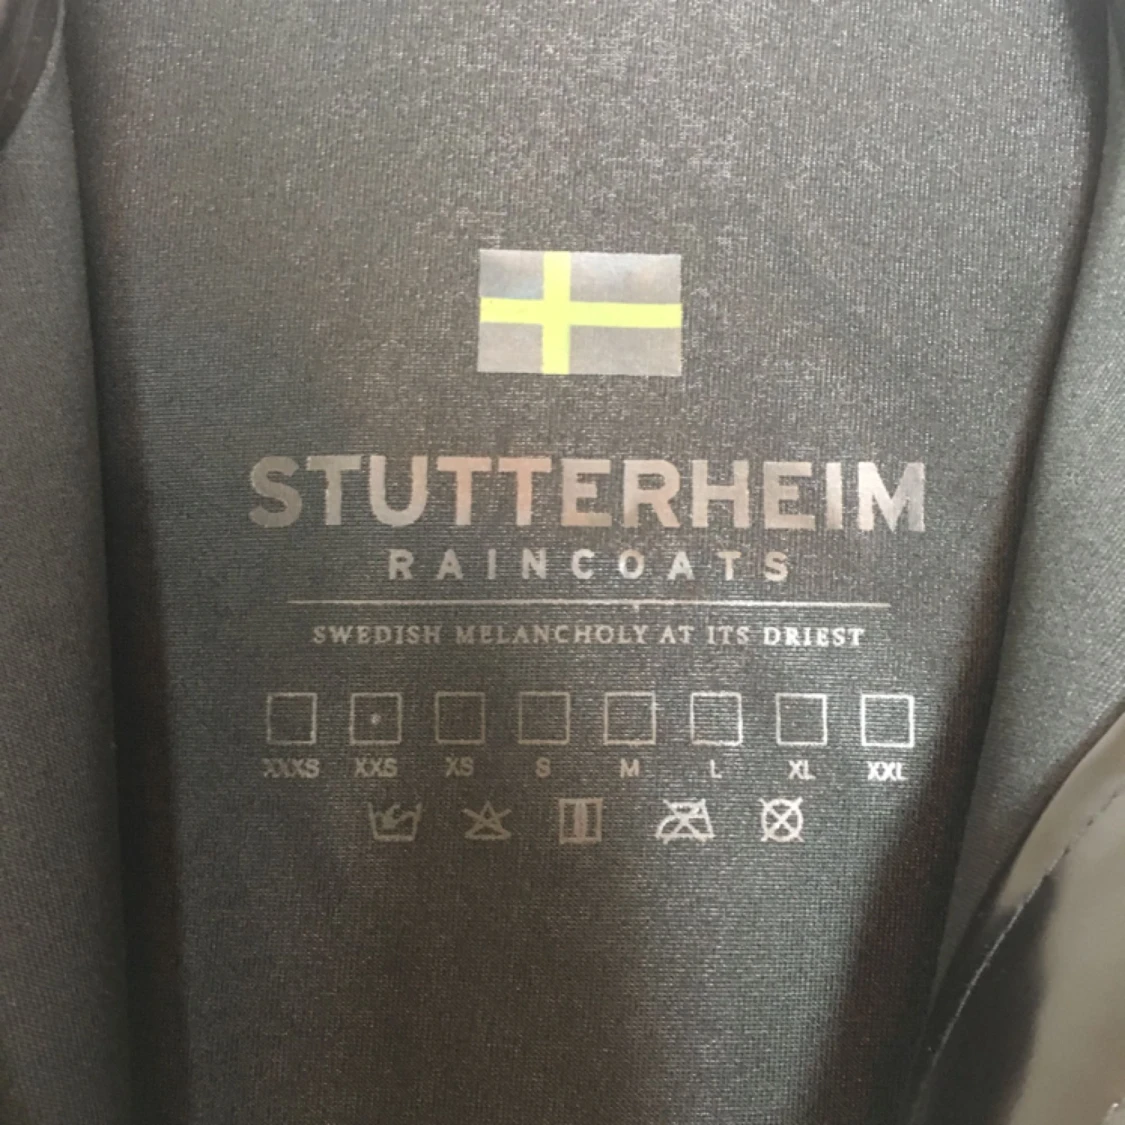 STUTTERHEIM
RAINCOATS
SWEDISH MELANCHOLY AT ITS DRIEST
XXXS XXS XS S M L XL XXL